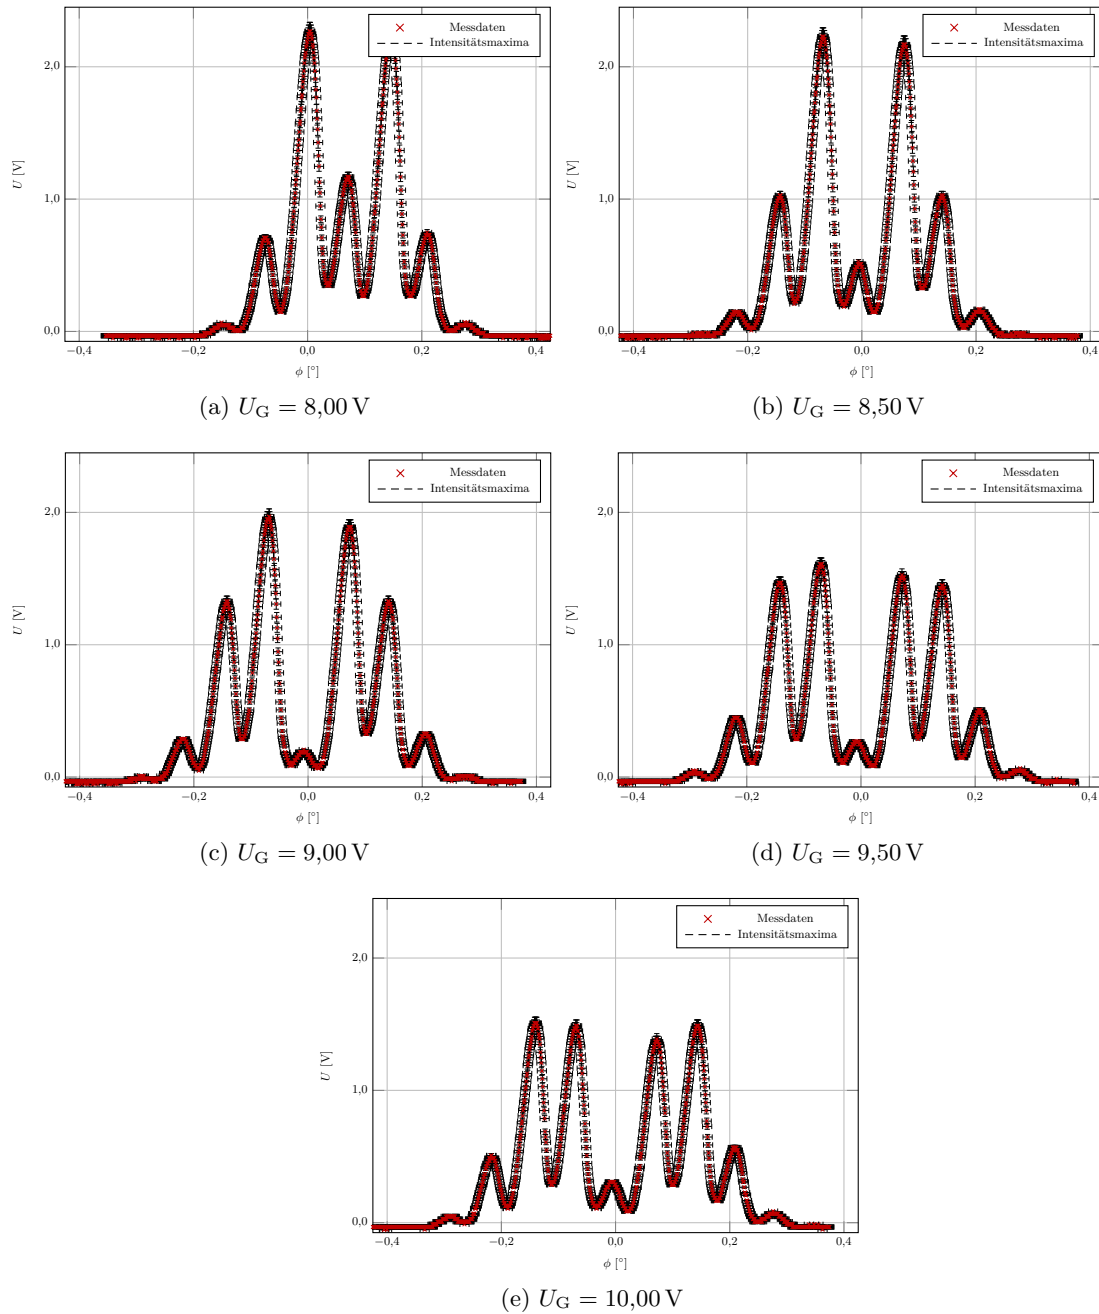 Messdaten
Intensitätsmaxima
2,0
1,0
0,0
U [V]
−0,4 −0,2 0,0 0,2 0,4
ϕ [°]
(a) U_G = 8,00 V
Messdaten
Intensitätsmaxima
2,0
1,0
0,0
U [V]
−0,4 −0,2 0,0 0,2 0,4
ϕ [°]
(b) U_G = 8,50 V
Messdaten
Intensitätsmaxima
2,0
1,0
0,0
U [V]
−0,4 −0,2 0,0 0,2 0,4
ϕ [°]
(c) U_G = 9,00 V
Messdaten
Intensitätsmaxima
2,0
1,0
0,0
U [V]
−0,4 −0,2 0,0 0,2 0,4
ϕ [°]
(d) U_G = 9,50 V
Messdaten
Intensitätsmaxima
2,0
1,0
0,0
U [V]
−0,4 −0,2 0,0 0,2 0,4
ϕ [°]
(e) U_G = 10,00 V